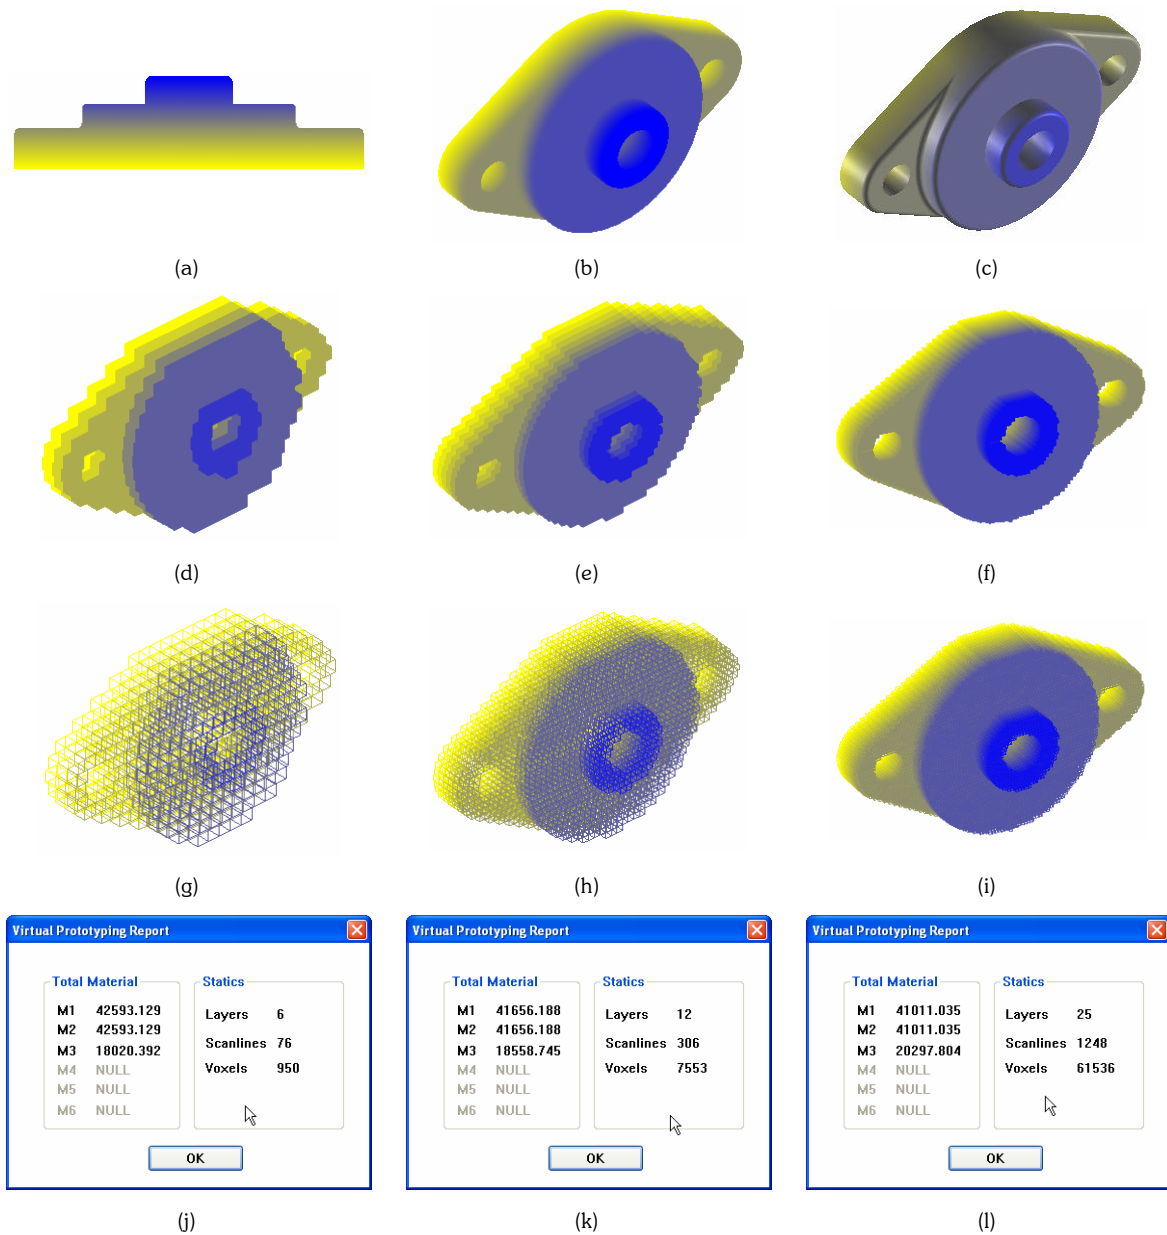 (a)
(b)
(c)
(d)
(e)
(f)
(g)
(h)
(i)
Virtual Prototyping Report
Total Material
M1 42593.129
M2 42593.129
M3 18020.392
M4 NULL
M5 NULL
M6 NULL
Statics
Layers 6
Scanlines 76
Voxels 950
OK
Virtual Prototyping Report
Total Material
M1 41656.188
M2 41656.188
M3 18558.745
M4 NULL
M5 NULL
M6 NULL
Statics
Layers 12
Scanlines 306
Voxels 7553
OK
Virtual Prototyping Report
Total Material
M1 41011.035
M2 41011.035
M3 20297.804
M4 NULL
M5 NULL
M6 NULL
Statics
Layers 25
Scanlines 1248
Voxels 61536
OK
(j)
(k)
(l)